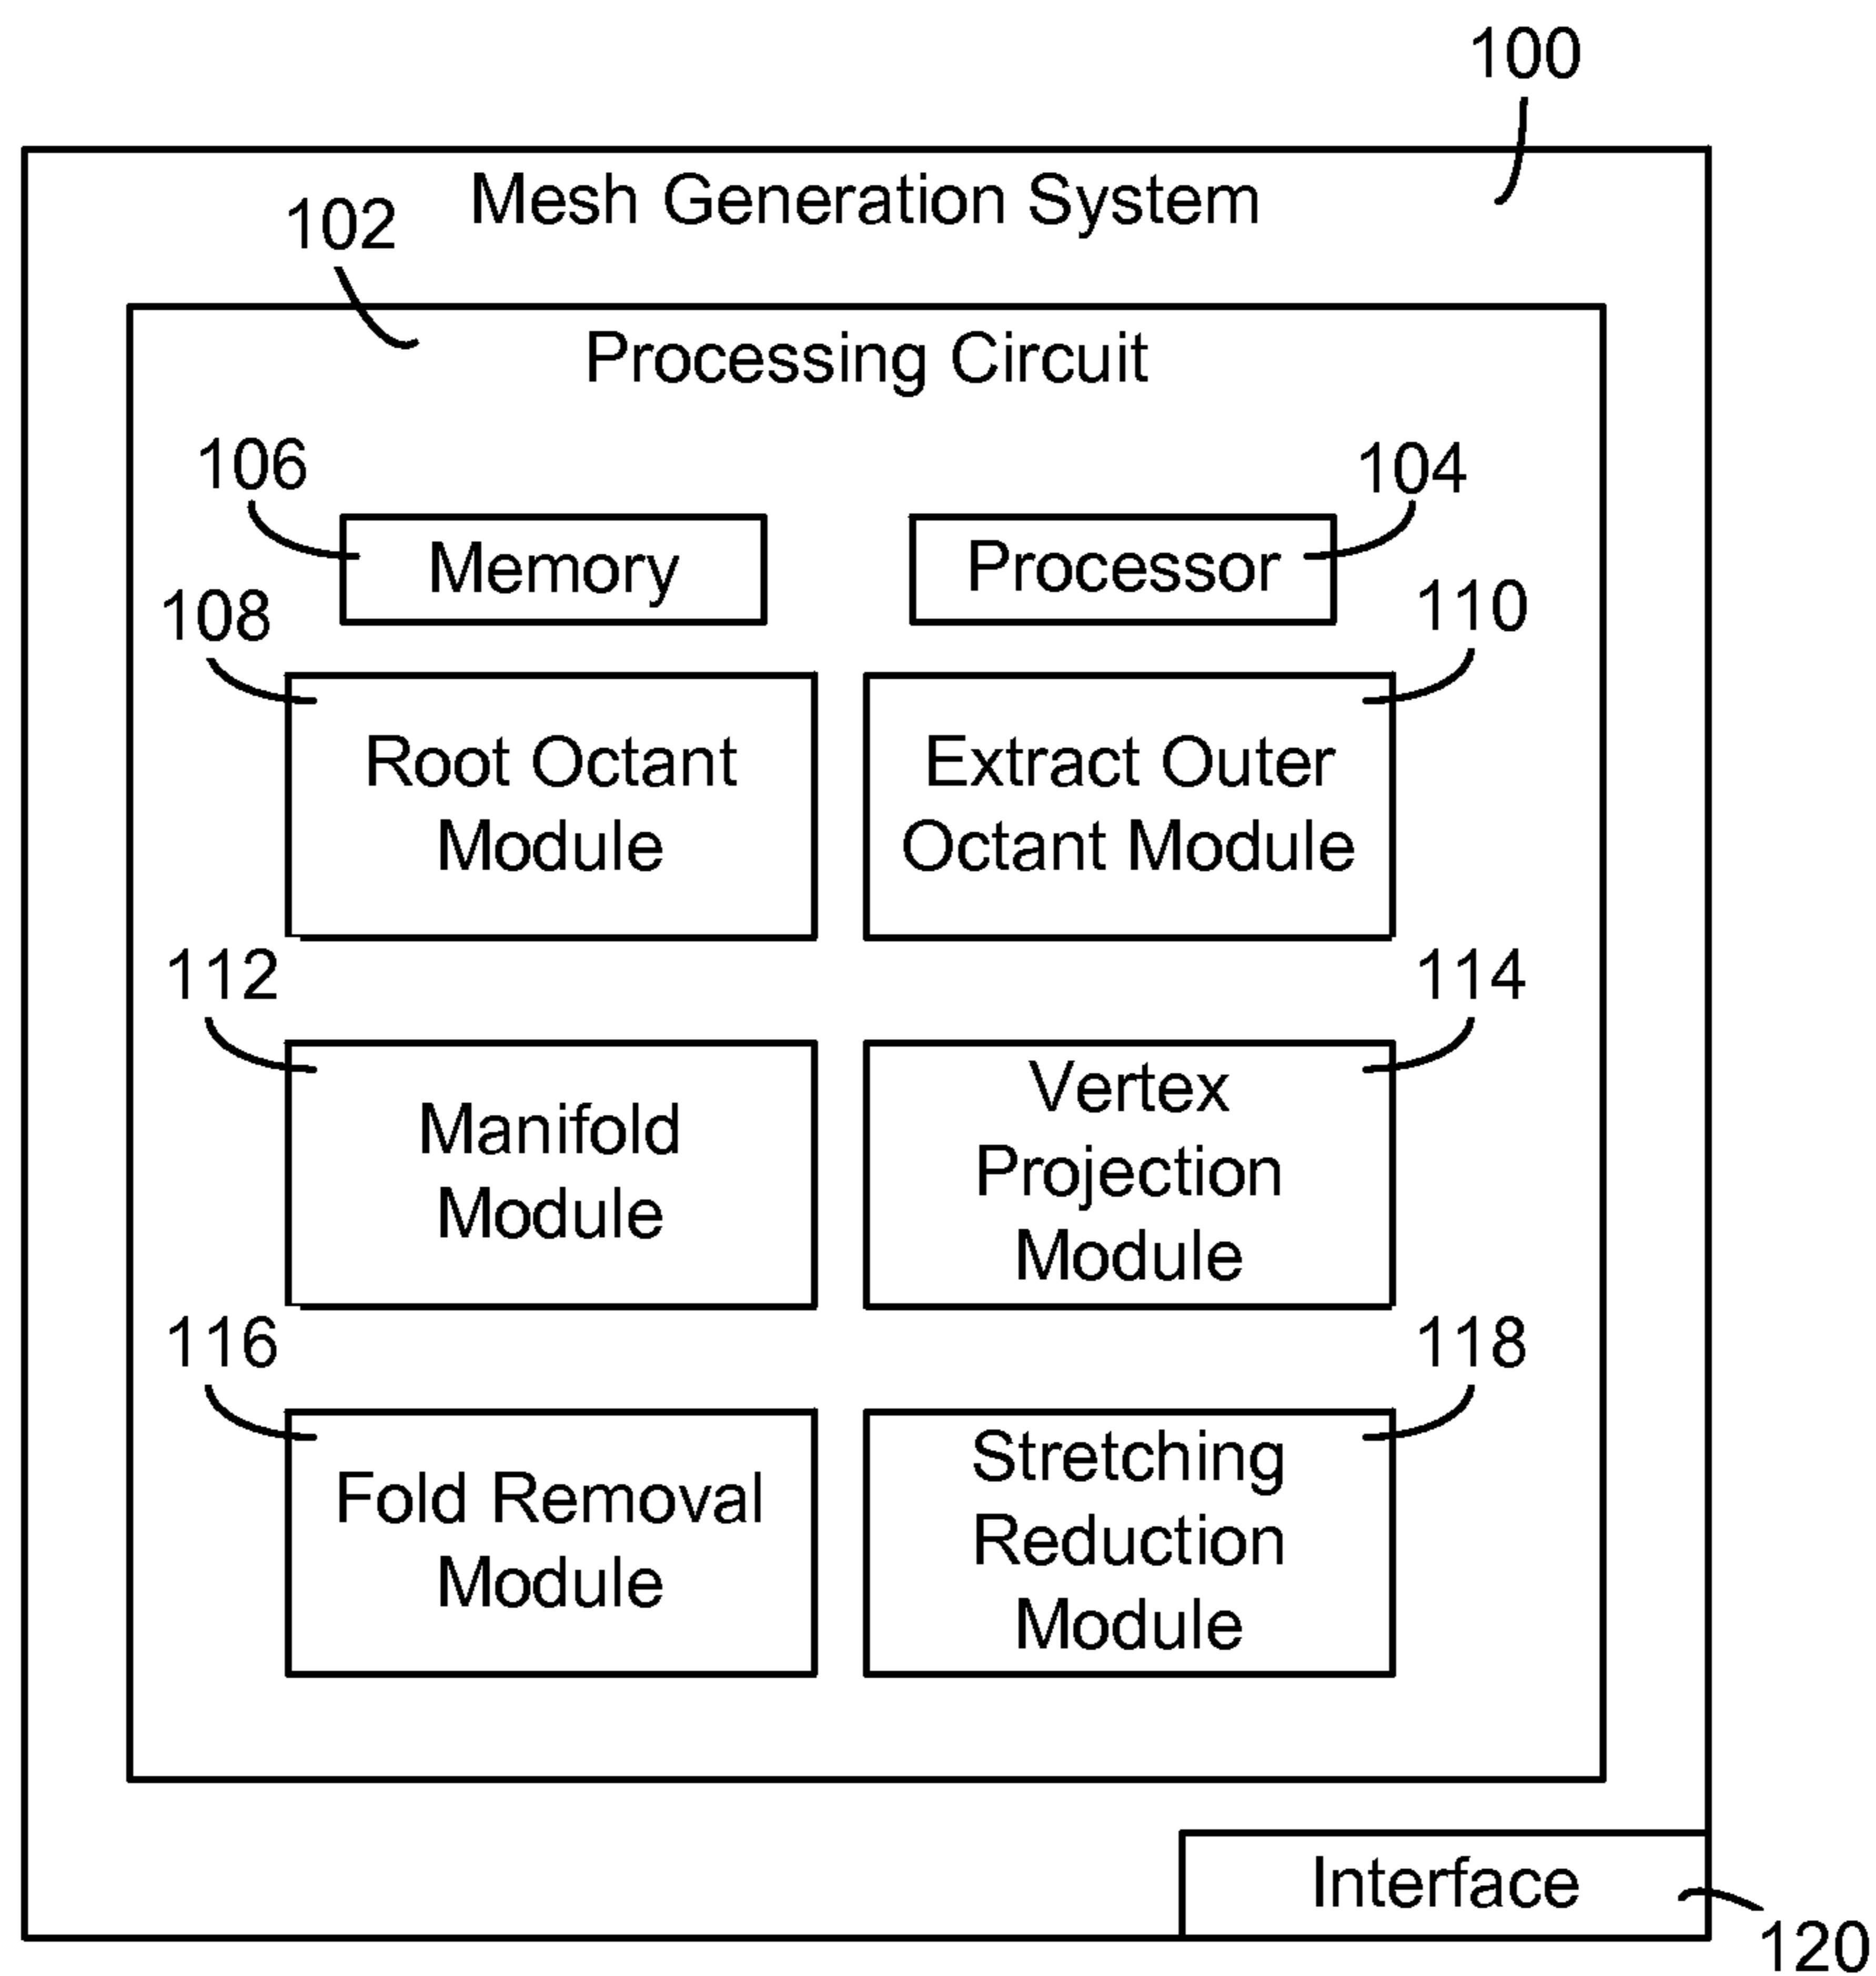 100
Mesh Generation System
102
Processing Circuit
106
104
Memory
Processor
108
110
Root Octant
Module
Extract Outer
Octant Module
112
114
Manifold
Module
Vertex
Projection
Module
116
118
Fold Removal
Module
Stretching
Reduction
Module
Interface
120